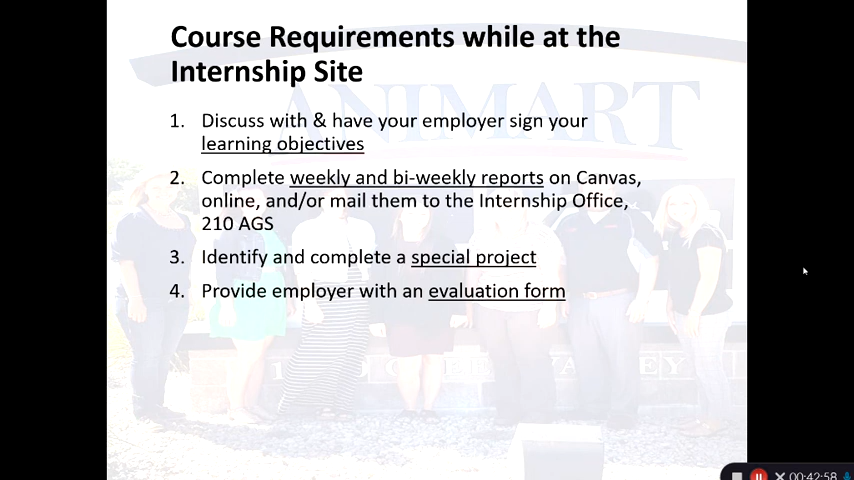 Course Requirements while at the
Internship Site
ANIMART
1. Discuss with & have your employer sign your
learning objectives
2. Complete weekly and bi-weekly reports on Canvas,
online, and/or mail them to the Internship Office,
210 AGS
3. Identify and complete a special project
4. Provide employer with an evaluation form
00:42:58